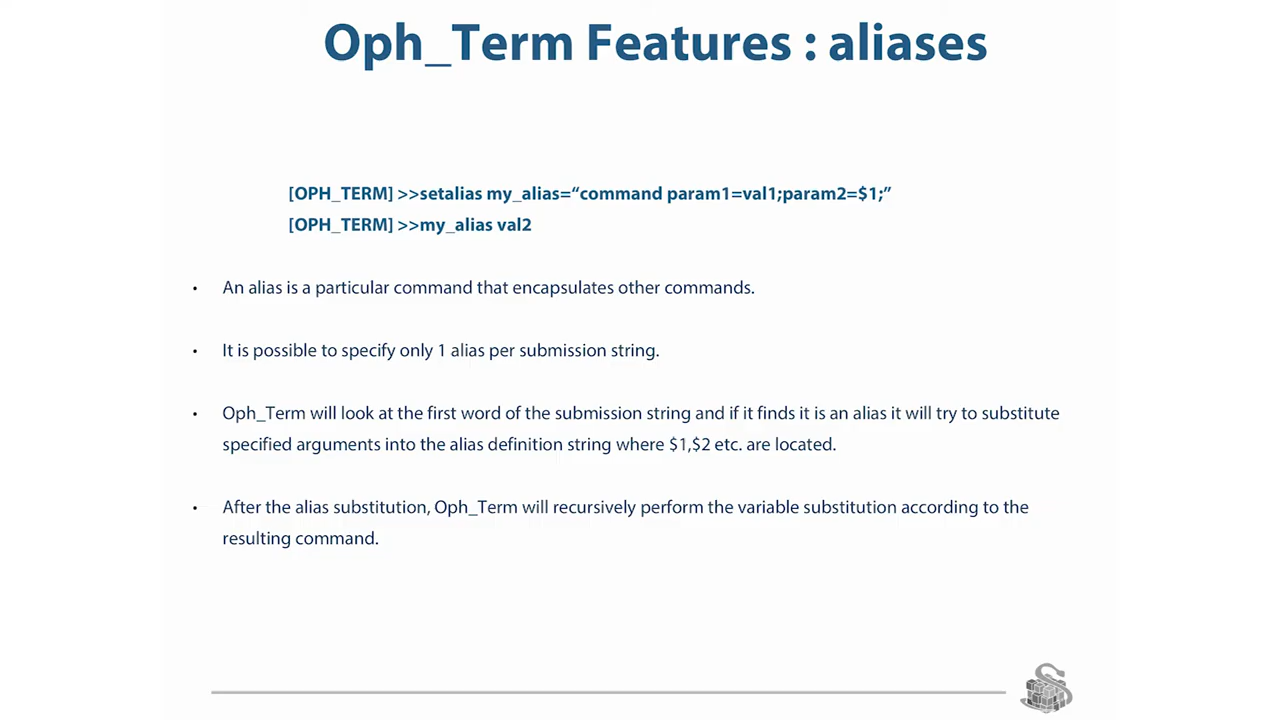 Oph_Term Features : aliases
[OPH_TERM] >>setalias my_alias=“command param1=val1;param2=$1;”
[OPH_TERM] >>my_alias val2
• An alias is a particular command that encapsulates other commands.
• It is possible to specify only 1 alias per submission string.
• Oph_Term will look at the first word of the submission string and if it finds it is an alias it will try to substitute
specified arguments into the alias definition string where $1,$2 etc. are located.
• After the alias substitution, Oph_Term will recursively perform the variable substitution according to the
resulting command.